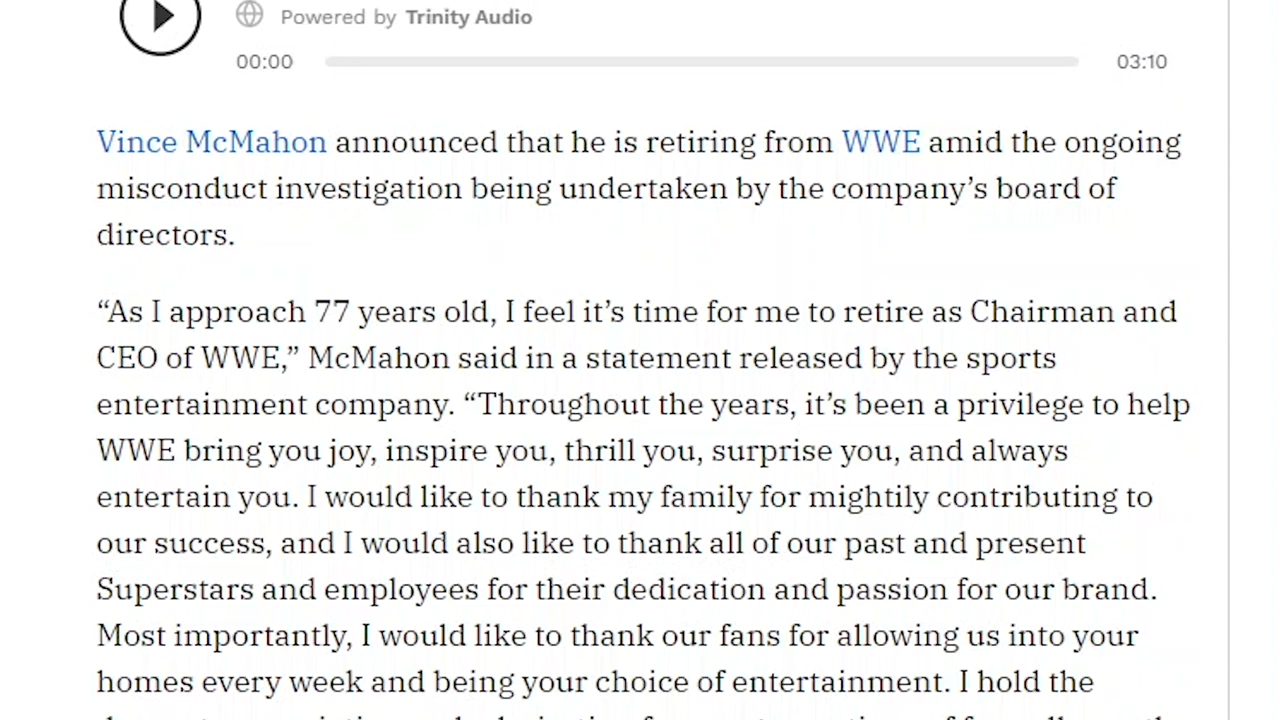 Powered by Trinity Audio
00:00 03:10
Vince McMahon announced that he is retiring from WWE amid the ongoing
misconduct investigation being undertaken by the company’s board of
directors.
“As I approach 77 years old, I feel it’s time for me to retire as Chairman and
CEO of WWE,” McMahon said in a statement released by the sports
entertainment company. “Throughout the years, it’s been a privilege to help
WWE bring you joy, inspire you, thrill you, surprise you, and always
entertain you. I would like to thank my family for mightily contributing to
our success, and I would also like to thank all of our past and present
Superstars and employees for their dedication and passion for our brand.
Most importantly, I would like to thank our fans for allowing us into your
homes every week and being your choice of entertainment. I hold the